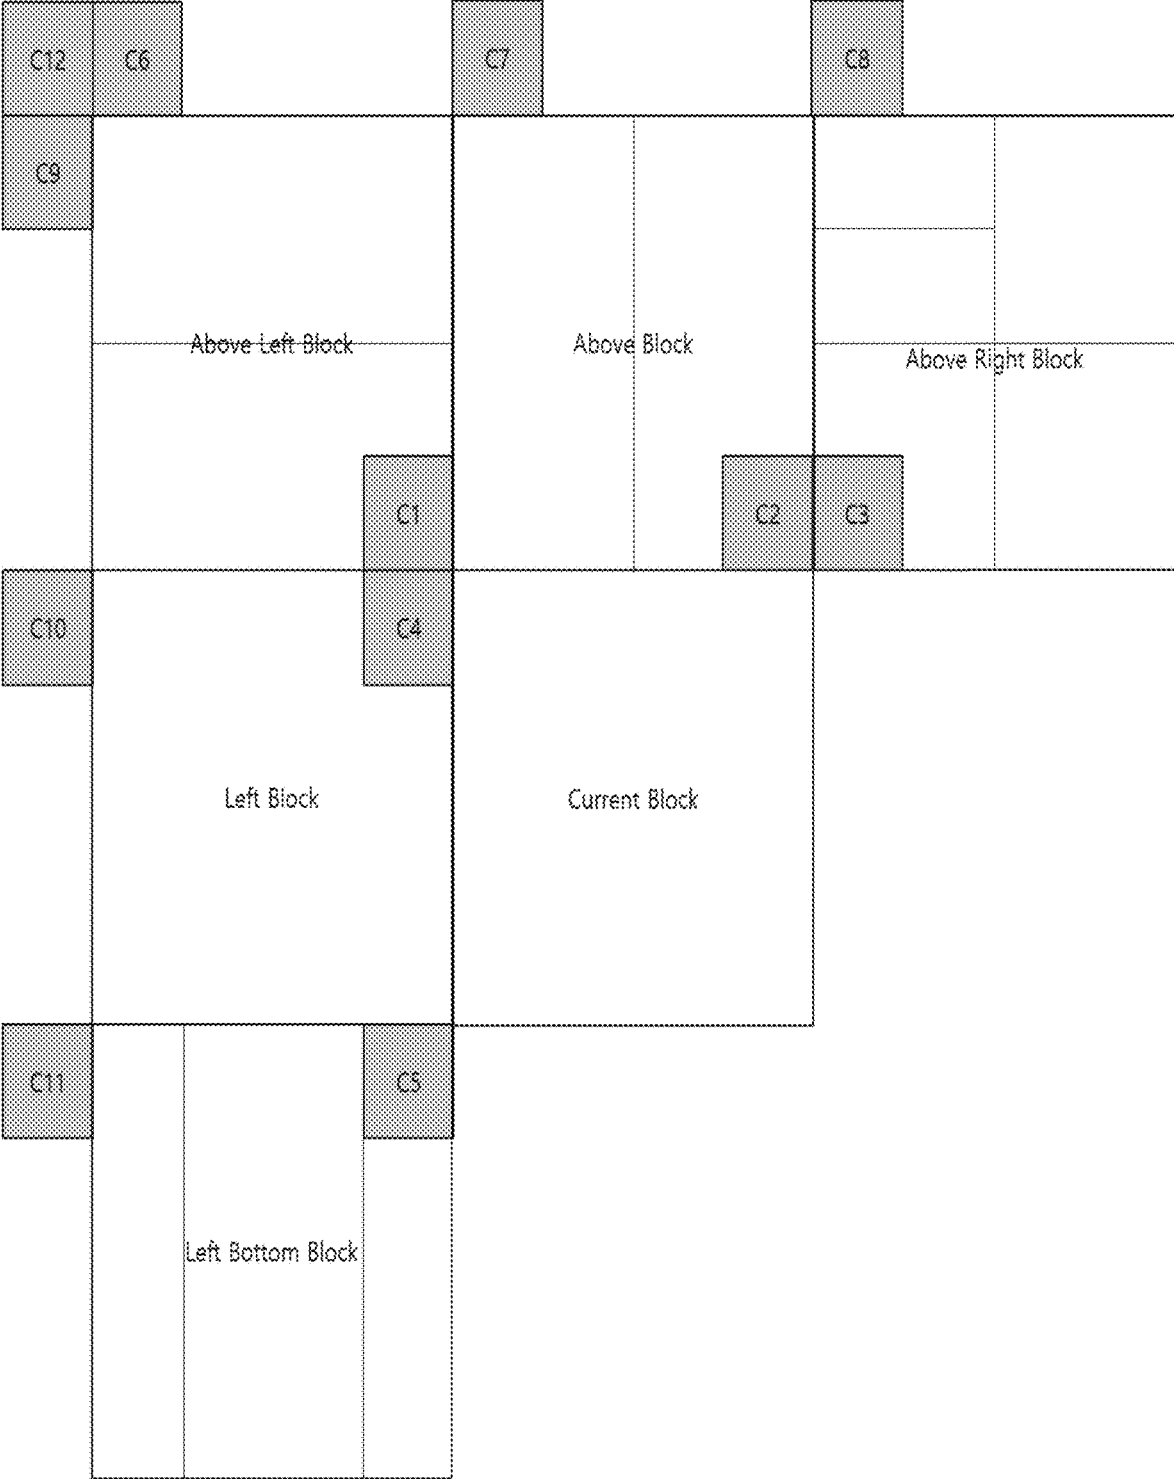 C12
C6
C7
C8
C9
Above Left Block
Above Block
Above Right Block
C1
C2
C3
C10
C4
Left Block
Current Block
C11
C5
Left Bottom Block